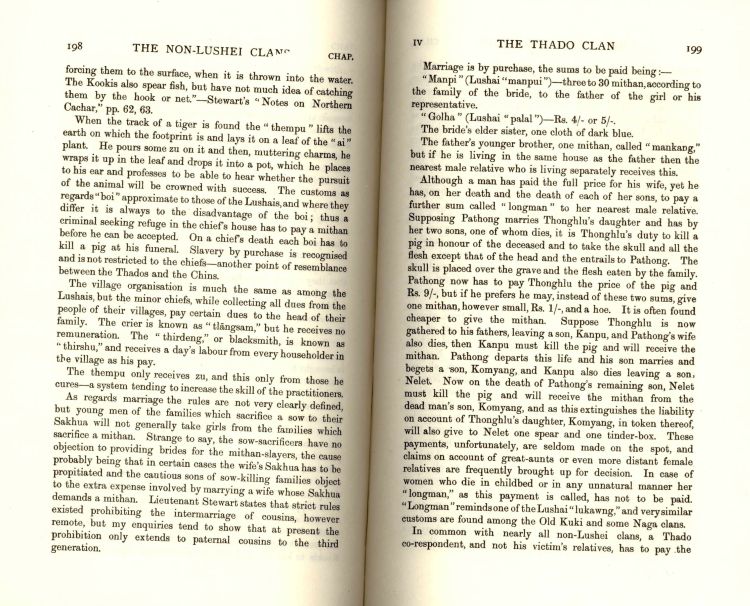 198 THE NON-LUSHEI CLANS CHAP.
forcing them to the surface, when it is thrown into the water.
The Kookis also spear fish, but have not much idea of catching
them by the hook or net."—Stewart's "Notes on Northern
Cachar," pp. 62, 63.
When the track of a tiger is found the "thempu" lifts the
earth on which the footprint is and lays it on a leaf of the "ai"
plant. He pours some zu on it and then, muttering charms, he
wraps it up in the leaf and drops it into a pot, which he places
to his ear and professes to be able to hear whether the pursuit
of the animal will be crowned with success. The customs as
regards "boi" approximate to those of the Lushais, and where they
differ it is always to the disadvantage of the boi; thus a
criminal seeking refuge in the chief's house has to pay a mithan
before he can be accepted. On a chief's death each boi has to
kill a pig at his funeral. Slavery by purchase is recognised
and is not restricted to the chiefs—another point of resemblance
between the Thados and the Chins.
The village organisation is much the same as among the
Lushais, but the minor chiefs, while collecting all dues from the
people of their villages, pay certain dues to the head of their
family. The crier is known as "tlāngsam," but he receives no
remuneration. The "thirdeng," or blacksmith, is known as
"thirshu," and receives a day's labour from every householder in
the village as his pay.
The thempu only receives zu, and this only from those he
cures—a system tending to increase the skill of the practitioners.
As regards marriage the rules are not very clearly defined,
but young men of the families which sacrifice a sow to their
Sakhua will not generally take girls from the families which
sacrifice a mithan. Strange to say, the sow-sacrificers have no
objection to providing brides for the mithan-slayers, the cause
probably being that in certain cases the wife's Sakhua has to be
propitiated and the cautious sons of sow-killing families object
to the extra expense involved by marrying a wife whose Sakhua
demands a mithan. Lieutenant Stewart states that strict rules
existed prohibiting the intermarriage of cousins, however
remote, but my enquiries tend to show that at present the
prohibition only extends to paternal cousins to the third
generation.
IV THE THADO CLAN 199
Marriage is by purchase, the sums to be paid being:—
"Manpi" (Lushai "manpui")—three to 30 mithan, according to
the family of the bride, to the father of the girl or his
representative.
"Golha" (Lushai "palal")—Rs. 4/- or 5/-.
The bride's elder sister, one cloth of dark blue.
The father's younger brother, one mithan, called "mankang,"
but if he is living in the same house as the father then the
nearest male relative who is living separately receives this.
Although a man has paid the full price for his wife, yet he
has, on her death and the death of each of her sons, to pay a
further sum called "longman" to her nearest male relative.
Supposing Pathong marries Thonghlu's daughter and has by
her two sons, one of whom dies, it is Thonghlu's duty to kill a
pig in honour of the deceased and to take the skull and all the
flesh except that of the head and the entrails to Pathong. The
skull is placed over the grave and the flesh eaten by the family.
Pathong now has to pay Thonghlu the price of the pig and
Rs. 9/-, but if he prefers he may, instead of these two sums, give
one mithan, however small, Rs. 1/-, and a hoe. It is often found
cheaper to give the mithan. Suppose Thonghlu is now
gathered to his fathers, leaving a son, Kanpu, and Pathong's wife
also dies, then Kanpu must kill the pig and will receive the
mithan. Pathong departs this life and his son marries and
begets a son, Komyang, and Kanpu also dies leaving a son,
Nelet. Now on the death of Pathong's remaining son, Nelet
must kill the pig and will receive the mithan from the
dead man's son, Komyang, and as this extinguishes the liability
on account of Thonghlu's daughter, Komyang, in token thereof,
will also give to Nelet one spear and one tinder-box. These
payments, unfortunately, are seldom made on the spot, and
claims on account of great-aunts or even more distant female
relatives are frequently brought up for decision. In case of
women who die in childbed or in any unnatural manner her
"longman," as this payment is called, has not to be paid.
"Longman" reminds one of the Lushai "lukawng," and very similar
customs are found among the Old Kuki and some Naga clans.
In common with nearly all non-Lushei clans, a Thado
co-respondent, and not his victim's relatives, has to pay the